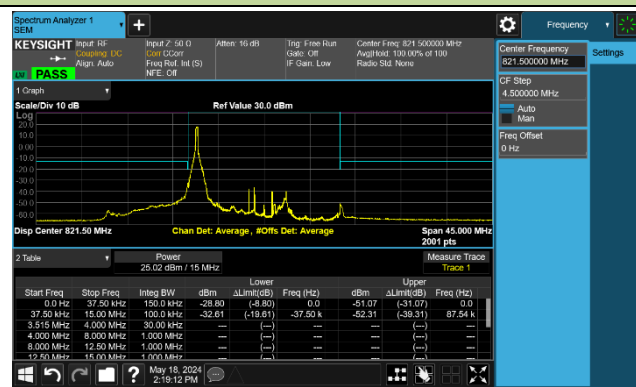 Spectrum Analyzer 1
SEM
Frequency
KEYSIGHT
Input: RF
Coupling: DC
Align: Auto
Input Z: 50 Ω
Corr CCorr
Freq Ref: Int (S)
NFE: Off
Atten: 16 dB
Trig: Free Run
Gate: Off
IF Gain: Low
Center Freq: 821.500000 MHz
Avg|Hold: 100.00% of 100
Radio Std: None
PASS
Center Frequency
821.500000 MHz
Settings
CF Step
4.500000 MHz
Auto
Man
Freq Offset
0 Hz
1 Graph
Scale/Div 10 dB
Ref Value 30.0 dBm
Log
20.0
10.0
0.00
-10.0
-20.0
-30.0
-40.0
-50.0
-60.0
Disp Center 821.50 MHz
Chan Det: Average, #Offs Det: Average
Span 45.000 MHz
2001 pts
2 Table
Power
25.02 dBm / 15 MHz
Measure Trace
Trace 1
Lower Upper
Start Freq Stop Freq Integ BW dBm ΔLimit(dB) Freq (Hz) dBm ΔLimit(dB) Freq (Hz)
0.0 Hz 37.50 kHz 150.0 kHz -28.80 (-8.80) 0.0 -51.07 (-31.07) 0.0
37.50 kHz 15.00 MHz 100.0 kHz -32.61 (-19.61) -37.50 k -52.31 (-39.31) 87.54 k
3.515 MHz 4.000 MHz 30.00 kHz --- (---) --- --- (---) ---
4.000 MHz 8.000 MHz 1.000 MHz --- (---) --- --- (---) ---
8.000 MHz 12.50 MHz 1.000 MHz --- (---) --- --- (---) ---
12.50 MHz 15.00 MHz 1.000 MHz --- (---) --- --- (---) ---
May 18, 2024
2:19:12 PM